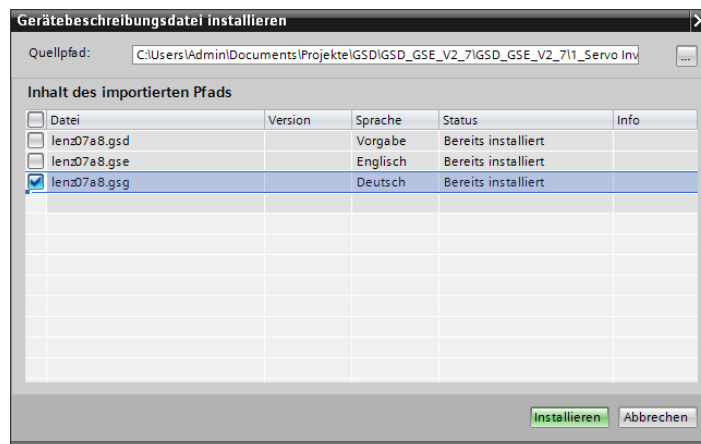 Gerätebeschreibungsdatei installieren
Quellpfad: C:\Users\Admin\Documents\Projekte\GSD\GSD_GSE_V2_7\GSD_GSE_V2_7\1_Servo Inv ...
Inhalt des importierten Pfads
Datei Version Sprache Status Info
lenz07a8.gsd Vorgabe Bereits installiert
lenz07a8.gse Englisch Bereits installiert
lenz07a8.gsg Deutsch Bereits installiert
Installieren Abbrechen